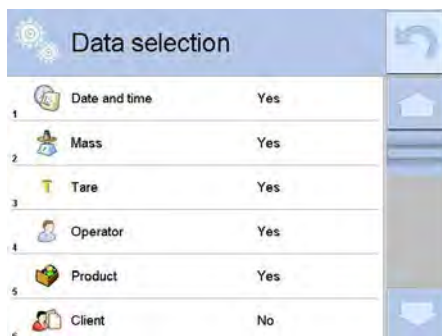 Data selection
1 Date and time Yes
2 Mass Yes
3 T Tare Yes
4 Operator Yes
5 Product Yes
6 Client No